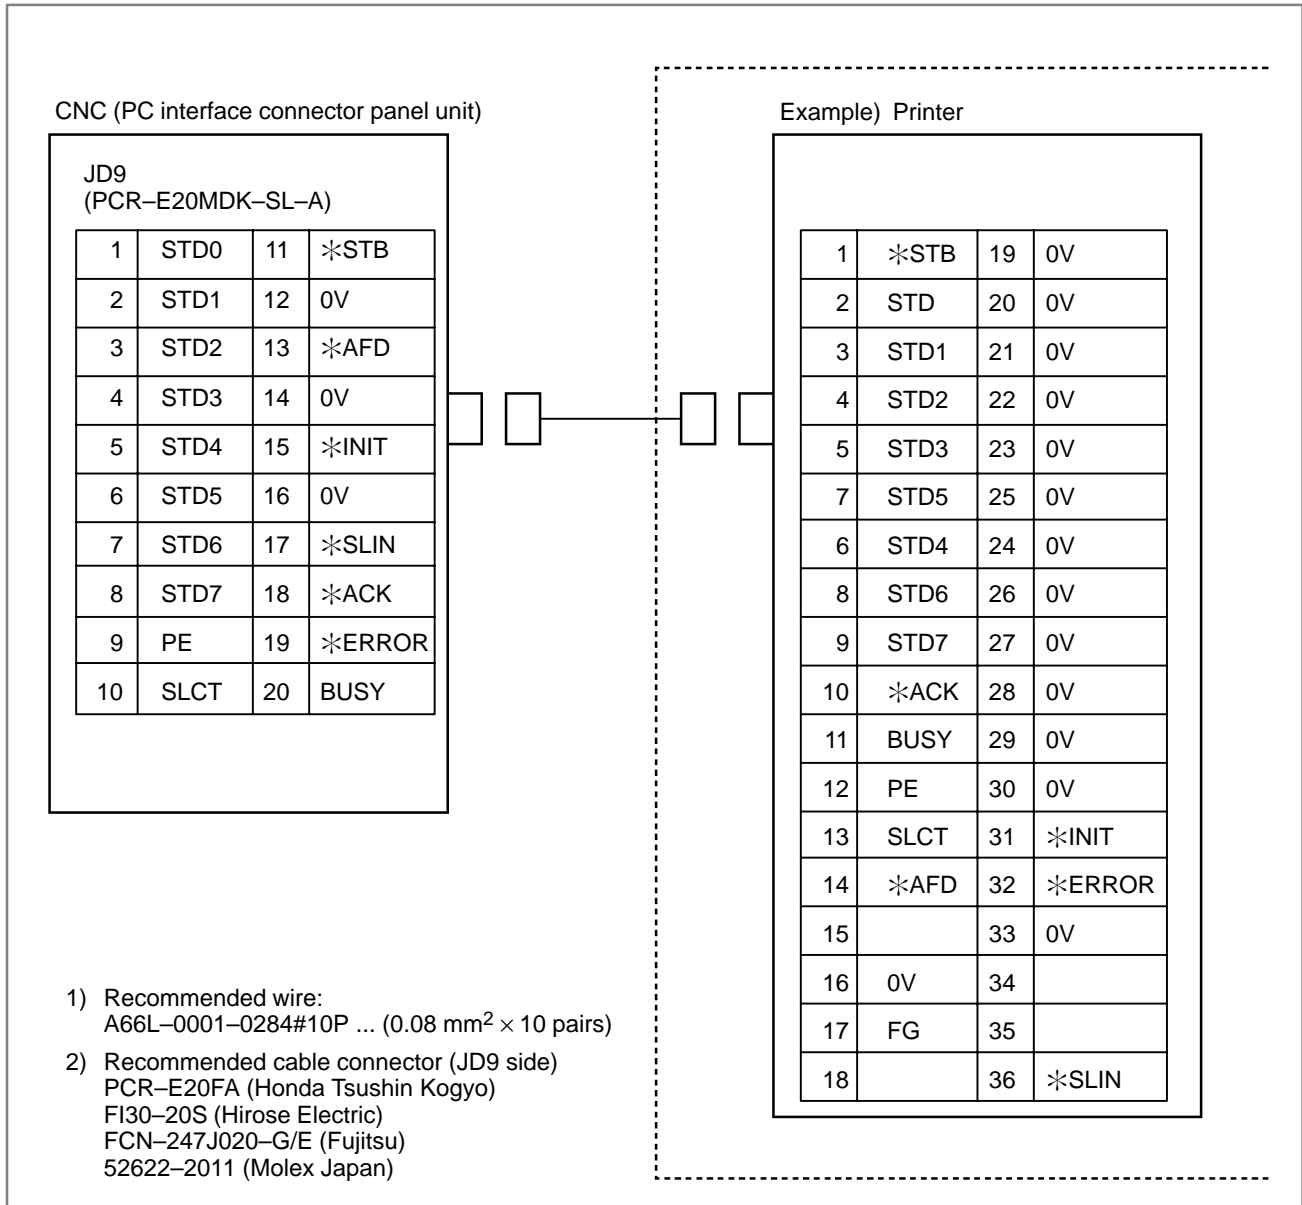 CNC (PC interface connector panel unit)
JD9
(PCR–E20MDK–SL–A)
1 STD0 11 ✳STB
2 STD1 12 0V
3 STD2 13 ✳AFD
4 STD3 14 0V
5 STD4 15 ✳INIT
6 STD5 16 0V
7 STD6 17 ✳SLIN
8 STD7 18 ✳ACK
9 PE 19 ✳ERROR
10 SLCT 20 BUSY
Example) Printer
1 ✳STB 19 0V
2 STD 20 0V
3 STD1 21 0V
4 STD2 22 0V
5 STD3 23 0V
7 STD5 25 0V
6 STD4 24 0V
8 STD6 26 0V
9 STD7 27 0V
10 ✳ACK 28 0V
11 BUSY 29 0V
12 PE 30 0V
13 SLCT 31 ✳INIT
14 ✳AFD 32 ✳ERROR
15 33 0V
16 0V 34
17 FG 35
18 36 ✳SLIN
1) Recommended wire:
A66L–0001–0284#10P ... (0.08 mm² × 10 pairs)
2) Recommended cable connector (JD9 side)
PCR–E20FA (Honda Tsushin Kogyo)
FI30–20S (Hirose Electric)
FCN–247J020–G/E (Fujitsu)
52622–2011 (Molex Japan)